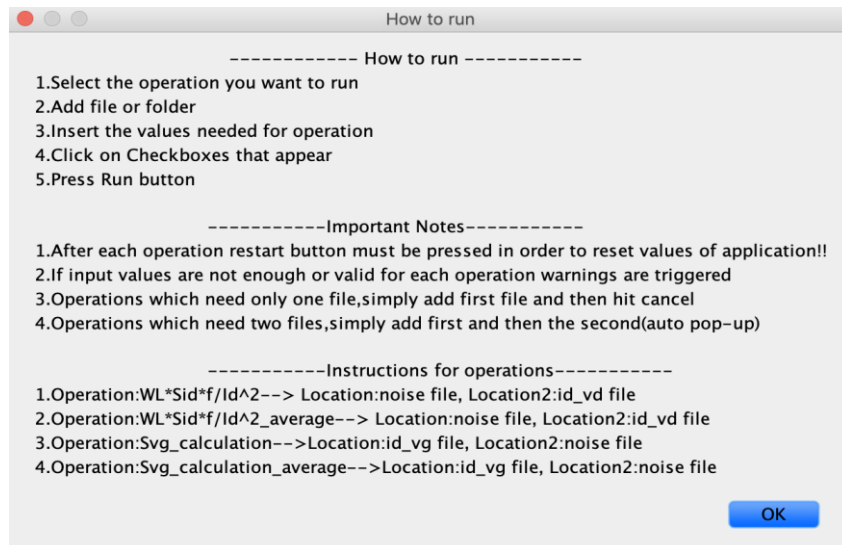 How to run
------------ How to run -----------
1.Select the operation you want to run
2.Add file or folder
3.Insert the values needed for operation
4.Click on Checkboxes that appear
5.Press Run button
-----------Important Notes-----------
1.After each operation restart button must be pressed in order to reset values of application!!
2.If input values are not enough or valid for each operation warnings are triggered
3.Operations which need only one file,simply add first file and then hit cancel
4.Operations which need two files,simply add first and then the second(auto pop-up)
-----------Instructions for operations-----------
1.Operation:WL*Sid*f/Id^2--> Location:noise file, Location2:id_vd file
2.Operation:WL*Sid*f/Id^2_average--> Location:noise file, Location2:id_vd file
3.Operation:Svg_calculation-->Location:id_vg file, Location2:noise file
4.Operation:Svg_calculation_average-->Location:id_vg file, Location2:noise file
OK